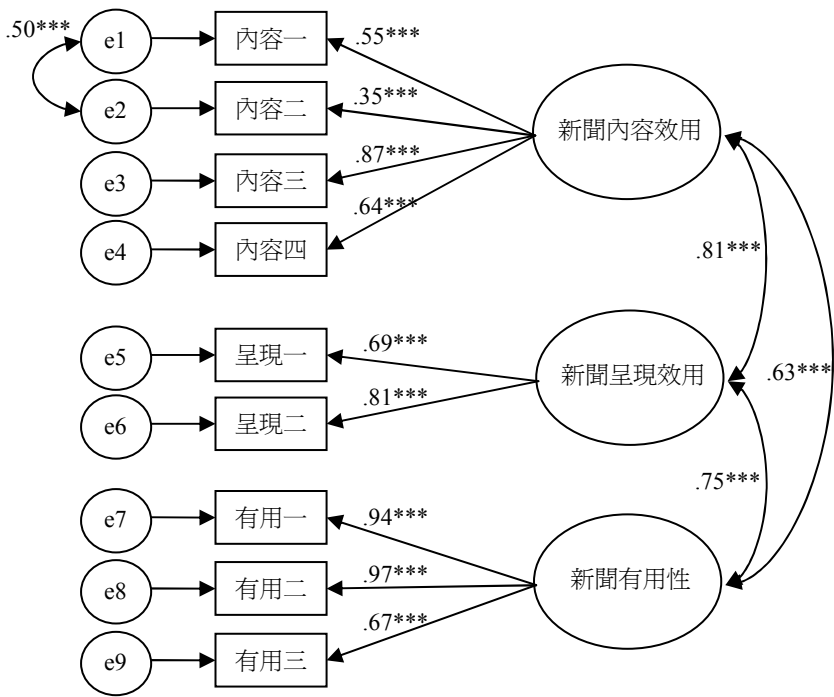 .50***
e1
內容一
.55***
e2
內容二
.35***
新聞內容效用
e3
內容三
.87***
e4
內容四
.64***
.81***
e5
呈現一
.69***
新聞呈現效用
.63***
e6
呈現二
.81***
.75***
e7
有用一
.94***
e8
有用二
.97***
新聞有用性
e9
有用三
.67***